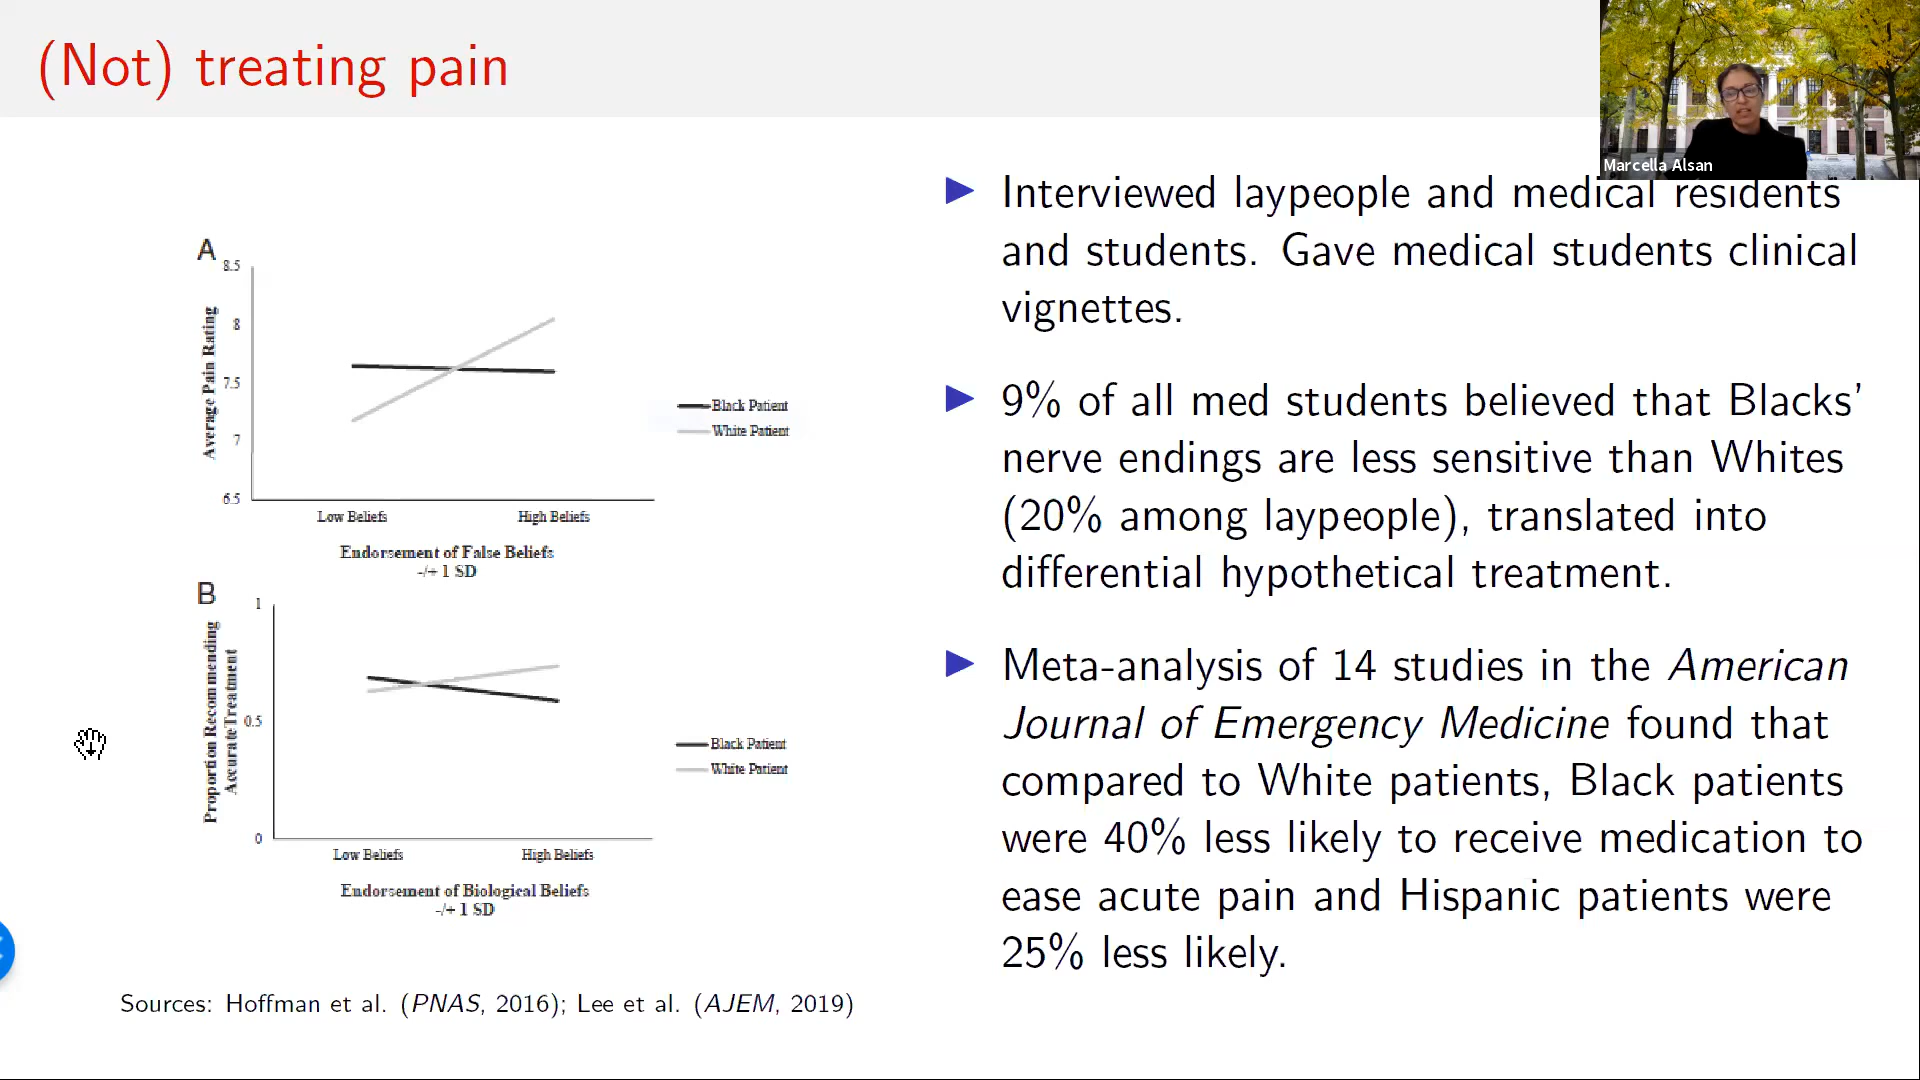 (Not) treating pain
Marcella Alsan
A
8.5
8
7.5
7
6.5
Average Pain Rating
Low Beliefs
High Beliefs
Endorsement of False Beliefs
-/+ 1 SD
Black Patient
White Patient
B
1
0.5
0
Proportion Recommending
Accurate Treatment
Low Beliefs
High Beliefs
Endorsement of Biological Beliefs
-/+ 1 SD
Black Patient
White Patient
Sources: Hoffman et al. (PNAS, 2016); Lee et al. (AJEM, 2019)
Interviewed laypeople and medical residents
and students. Gave medical students clinical
vignettes.
9% of all med students believed that Blacks'
nerve endings are less sensitive than Whites
(20% among laypeople), translated into
differential hypothetical treatment.
Meta-analysis of 14 studies in the American
Journal of Emergency Medicine found that
compared to White patients, Black patients
were 40% less likely to receive medication to
ease acute pain and Hispanic patients were
25% less likely.